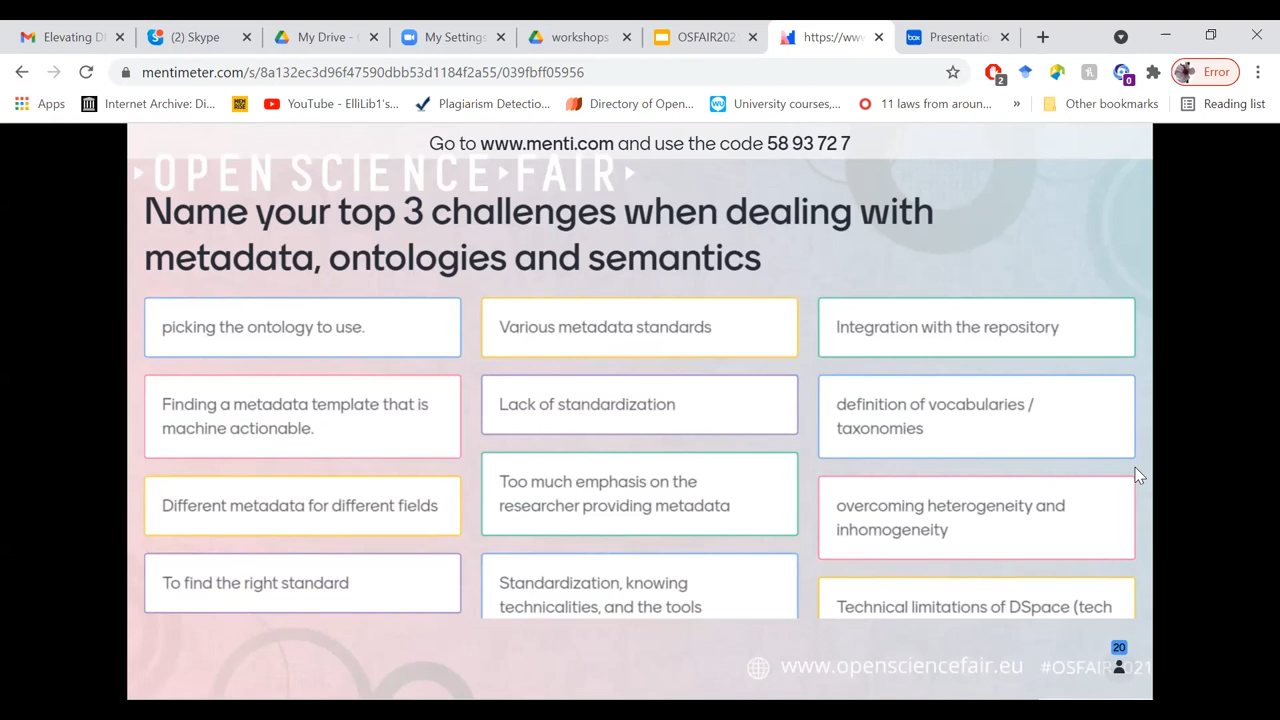 Elevating D
(2) Skype
My Drive -
My Settings
workshops
OSFAIR202
https://ww
Presentatio
mentimeter.com/s/8a132ac3d96f47590dbb53f1184f2a55/039fbff05956
2
0
Error
Apps
Internet Archive: Di...
YouTube - ElliLib1's...
Plagiarism Detectio...
Directory of Open...
WU
University courses,...
11 laws from aroun...
»
Other bookmarks
Reading list
Go to www.menti.com and use the code 58 93 72 7
OPEN SCIENCE FAIR
Name your top 3 challenges when dealing with
metadata, ontologies and semantics
picking the ontology to use.
Finding a metadata template that is
machine actionable.
Different metadata for different fields
To find the right standard
Various metadata standards
Lack of standardization
Too much emphasis on the
researcher providing metadata
Standardization, knowing
technicalities, and the tools
Integration with the repository
definition of vocabularies /
taxonomies
overcoming heterogeneity and
inhomogeneity
Technical limitations of DSpace (tech
20
www.opensciencefair.eu #OSFAIR2021